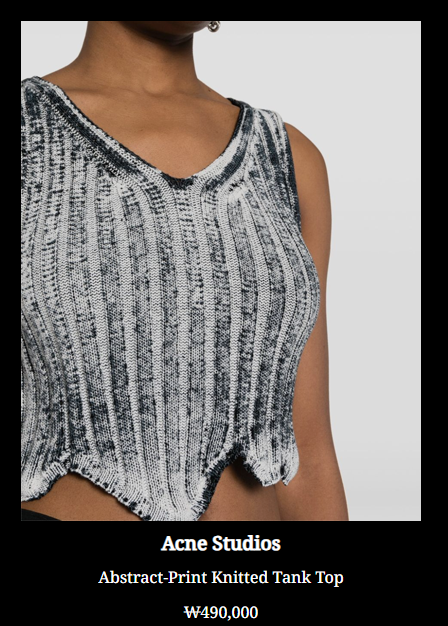 Acne Studios
Abstract-Print Knitted Tank Top
₩490,000